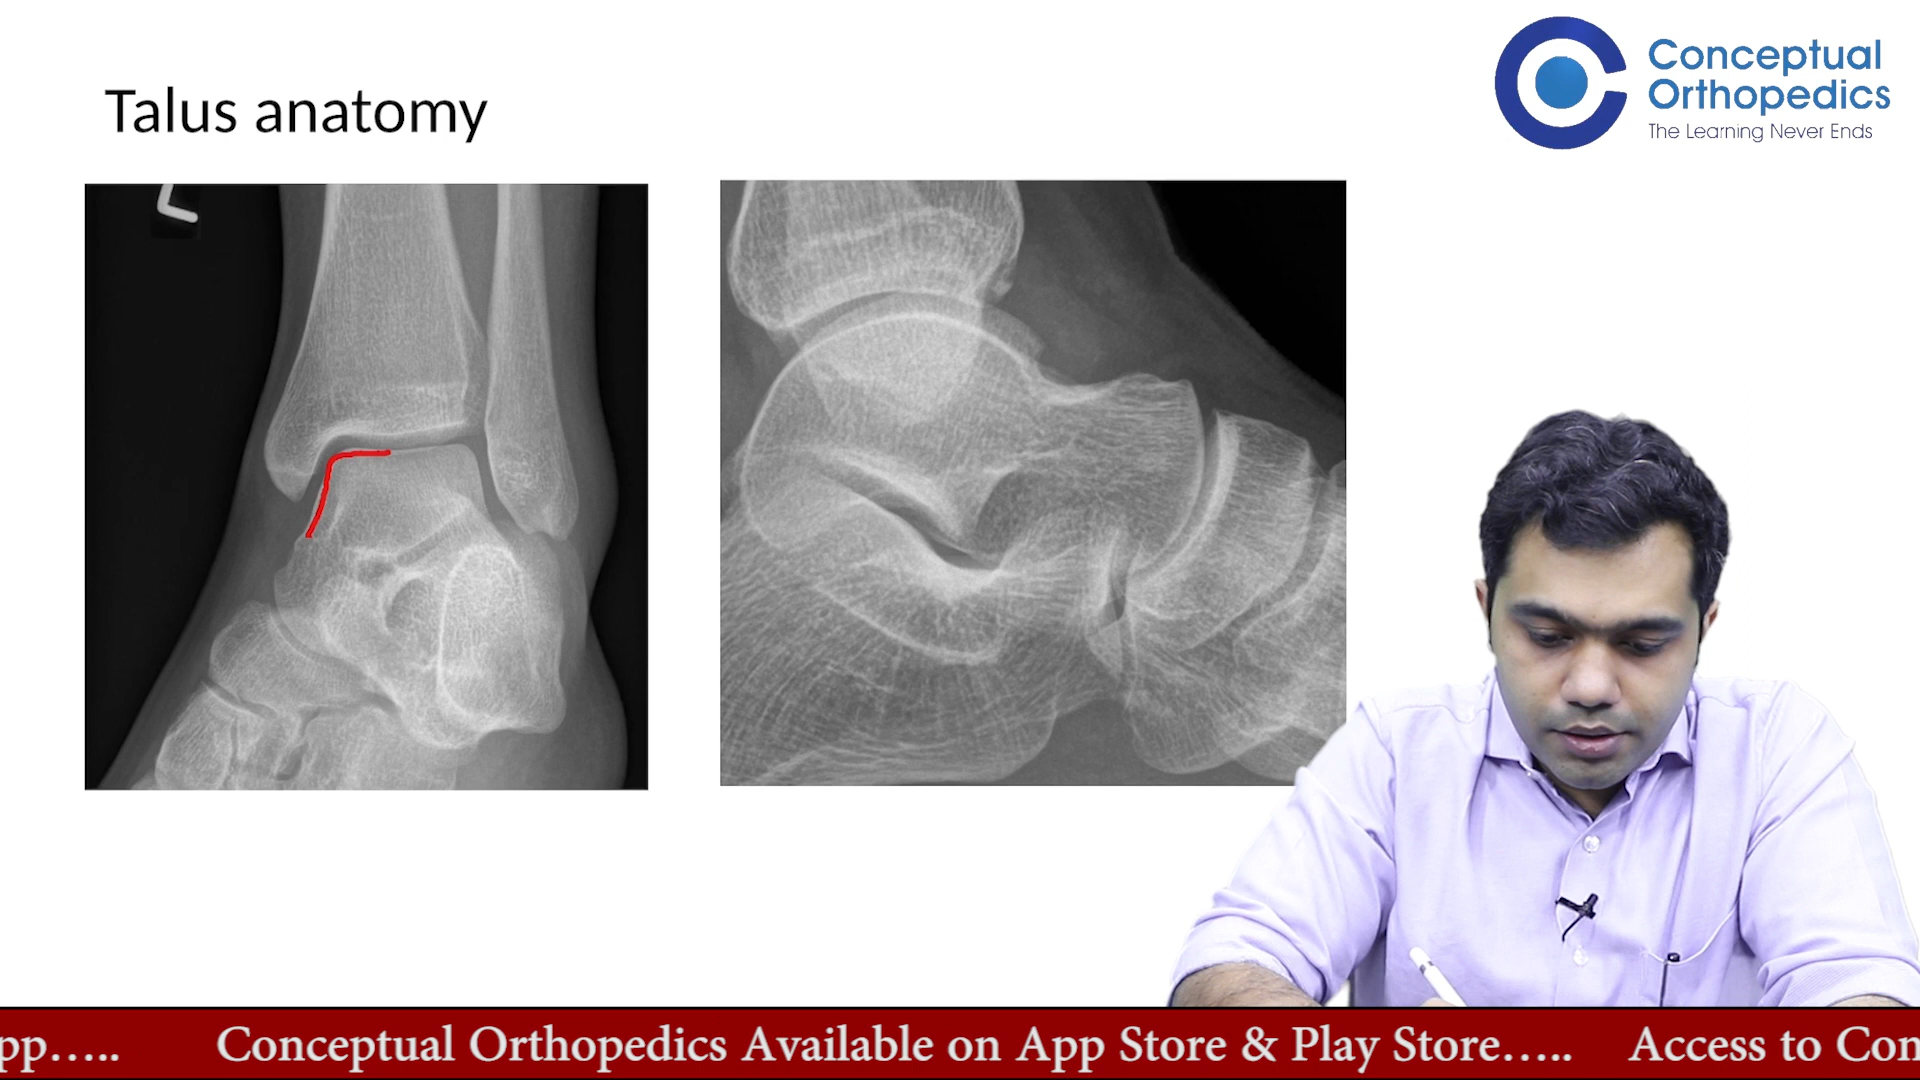 Talus anatomy
Conceptual
Orthopedics
The Learning Never Ends
L
pp.....	Conceptual Orthopedics Available on App Store & Play Store.....	Access to Con